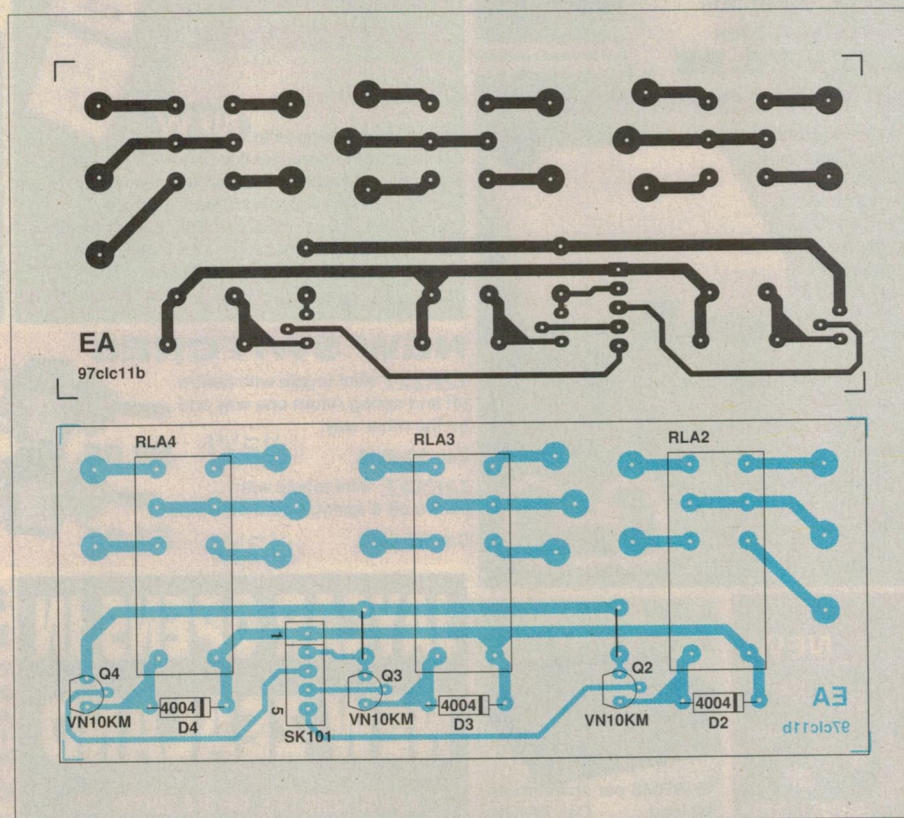 EA
97clc11b
RLA4 RLA3 RLA2
1
Q4 Q3 Q2
4004 4004 4004
VN10KM VN10KM VN10KM
D4 D3 D2
5
SK101
EA
97clc11b